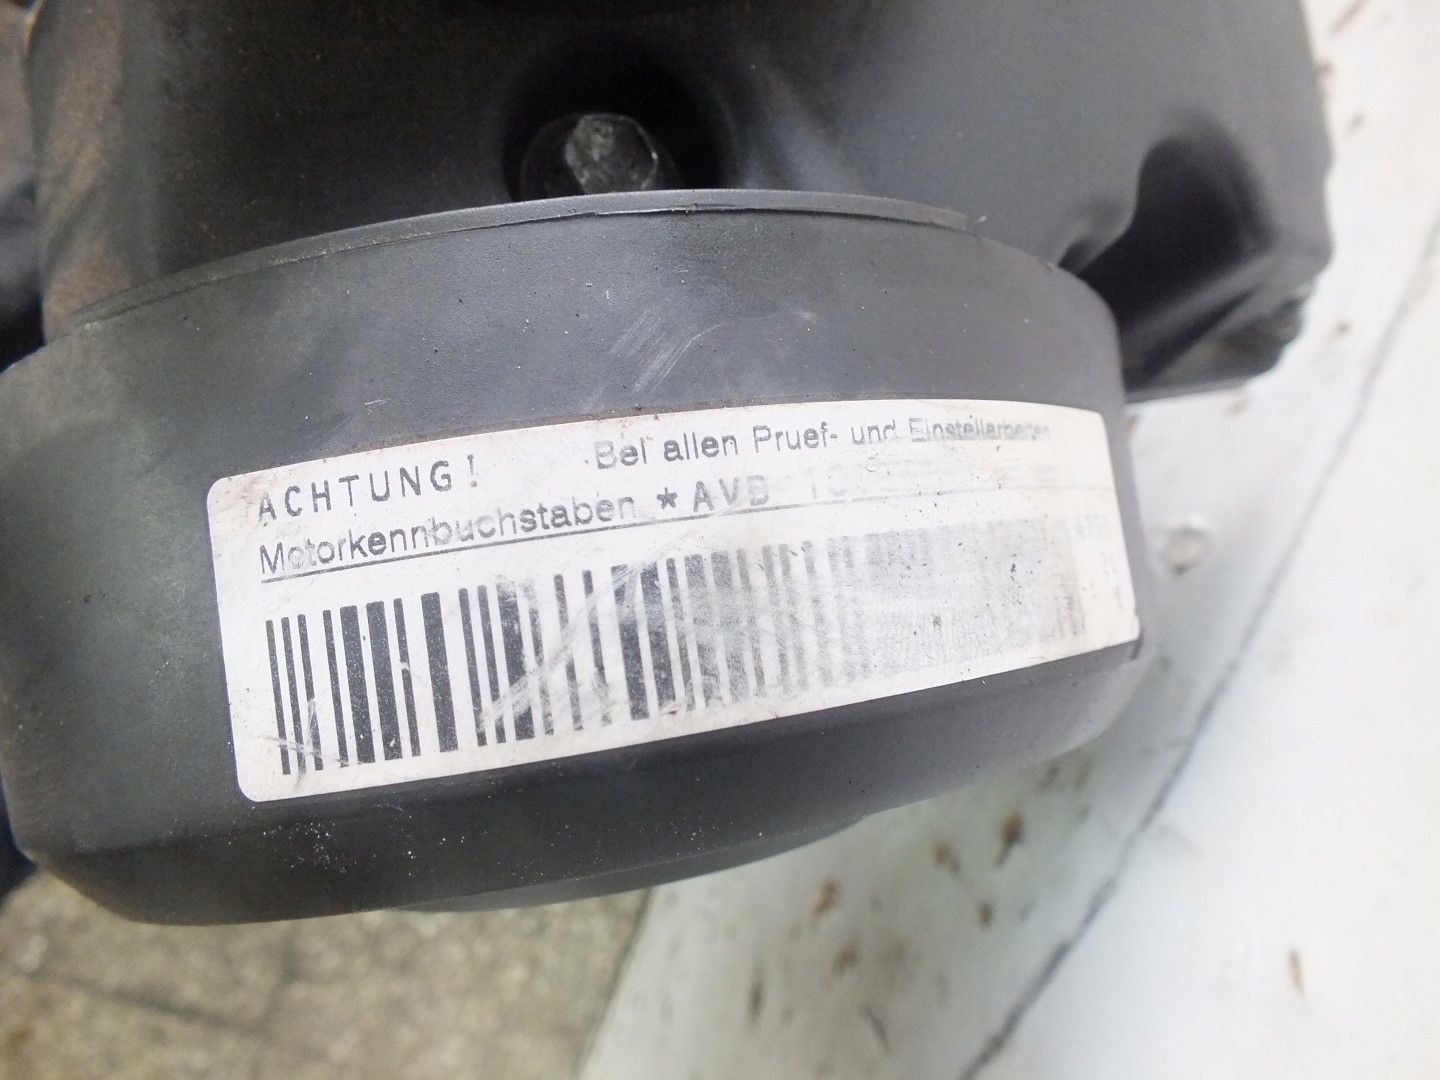 ACHTUNG! Bei allen Pruef- und Einstellarbeiten
Motorkennbuchstaben * AVB